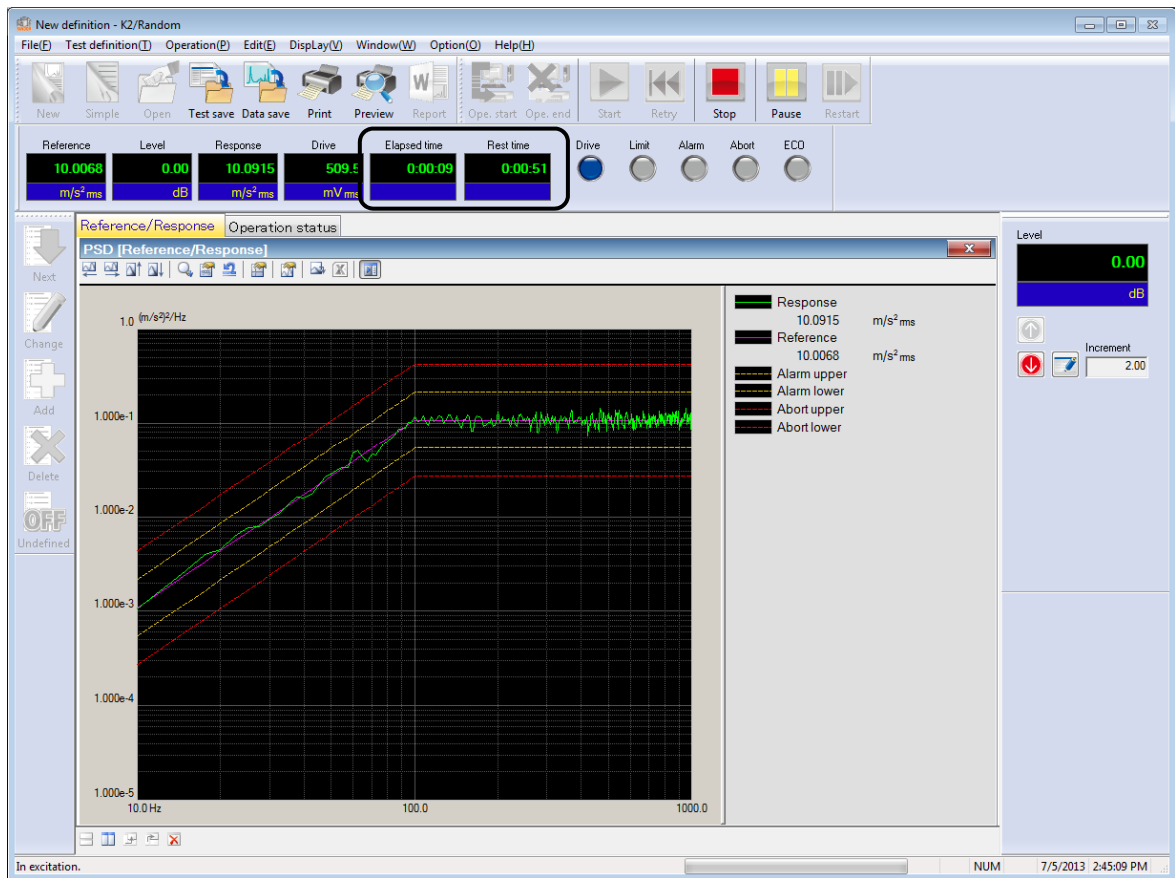 New definition - K2/Random
File(F) Test definition(T) Operation(P) Edit(E) DispLay(V) Window(W) Option(O) Help(H)
New Simple Open Test save Data save Print Preview Report Ope. start Ope. end Start Retry Stop Pause Restart
Reference Level Response Drive Elapsed time Rest time Drive Limit Alarm Abort ECO
10.0068 0.00 10.0915 509.5 0:00:09 0:00:51
m/s² rms dB m/s² rms mV rms
Reference/Response Operation status
PSD [Reference/Response]
Next
Change
Add
Delete
OFF
Undefined
1.0 (m/s²)²/Hz
1.000e-1
1.000e-2
1.000e-3
1.000e-4
1.000e-5
10.0 Hz 100.0 1000.0
Response
10.0915 m/s² rms
Reference
10.0068 m/s² rms
Alarm upper
Alarm lower
Abort upper
Abort lower
Level
0.00
dB
Increment
2.00
In excitation. NUM 7/5/2013 2:45:09 PM